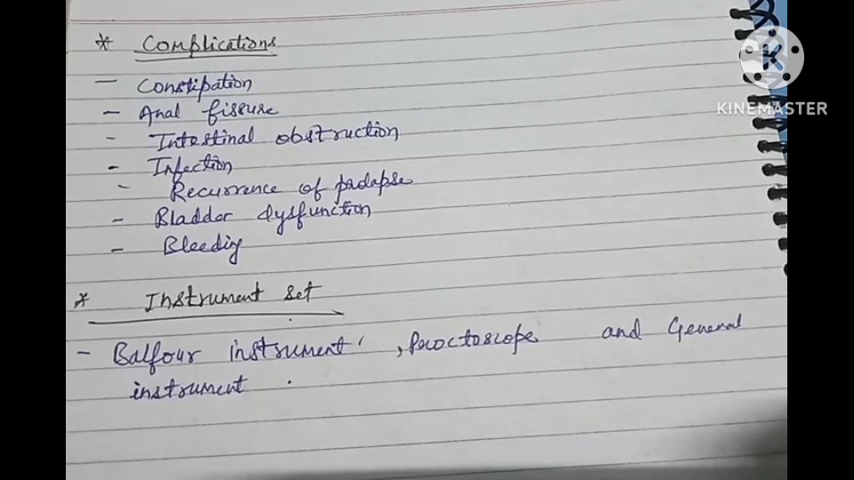 * Complications
- Constipation
- Anal fissure
- Intestinal obstruction
- Infection
- Recurrence of prolapse
- Bladder dysfunction
- Bleeding
* Instrument set
- Balfour instrument, Proctoscope and General
instrument.
KINEMASTER